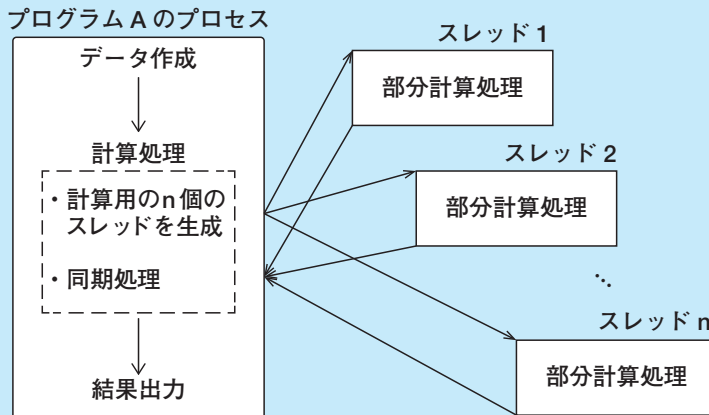 プログラム A のプロセス
データ作成
計算処理
・計算用のn個の
スレッドを生成
・同期処理
結果出力
スレッド 1
部分計算処理
スレッド 2
部分計算処理
⋱
スレッド n
部分計算処理